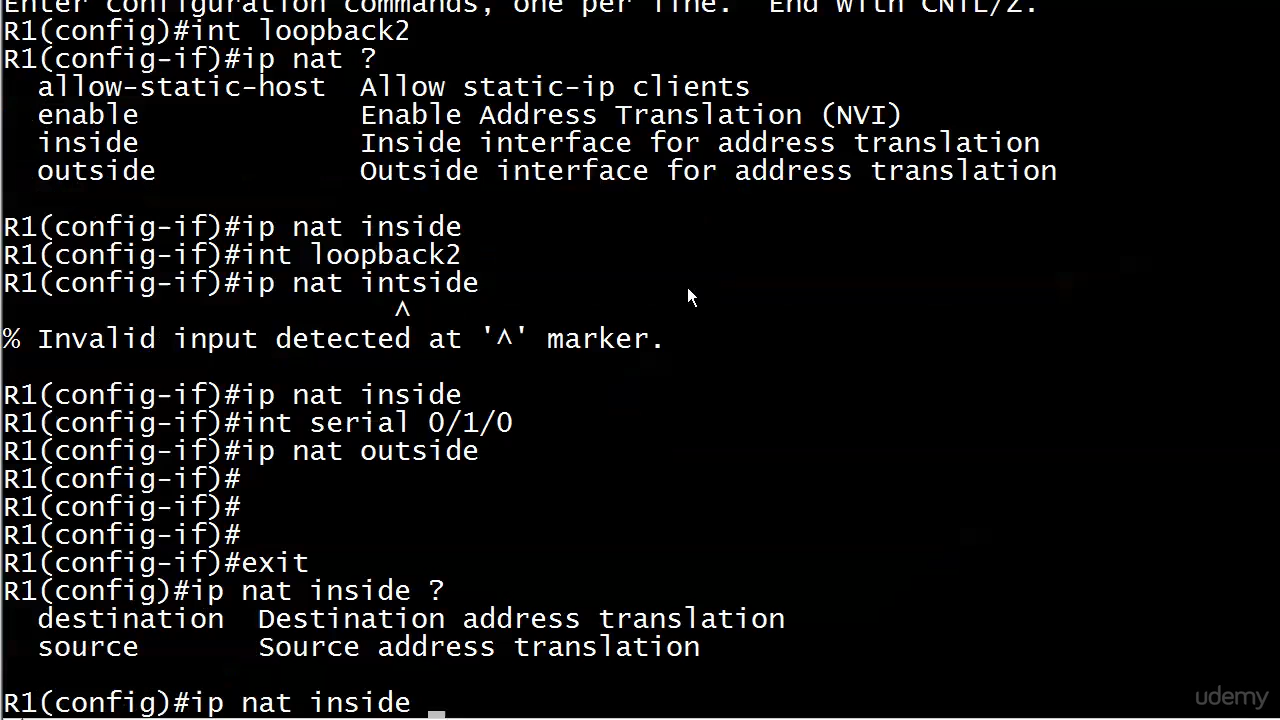 Enter configuration commands, one per line.  End with CNTL/Z.
R1(config)#int loopback2
R1(config-if)#ip nat ?
  allow-static-host  Allow static-ip clients
  enable             Enable Address Translation (NVI)
  inside             Inside interface for address translation
  outside            Outside interface for address translation
R1(config-if)#ip nat inside
R1(config-if)#int loopback2
R1(config-if)#ip nat intside
                       ^
% Invalid input detected at '^' marker.
R1(config-if)#ip nat inside
R1(config-if)#int serial 0/1/0
R1(config-if)#ip nat outside
R1(config-if)#
R1(config-if)#
R1(config-if)#
R1(config-if)#exit
R1(config)#ip nat inside ?
  destination  Destination address translation
  source       Source address translation
R1(config)#ip nat inside
udemy